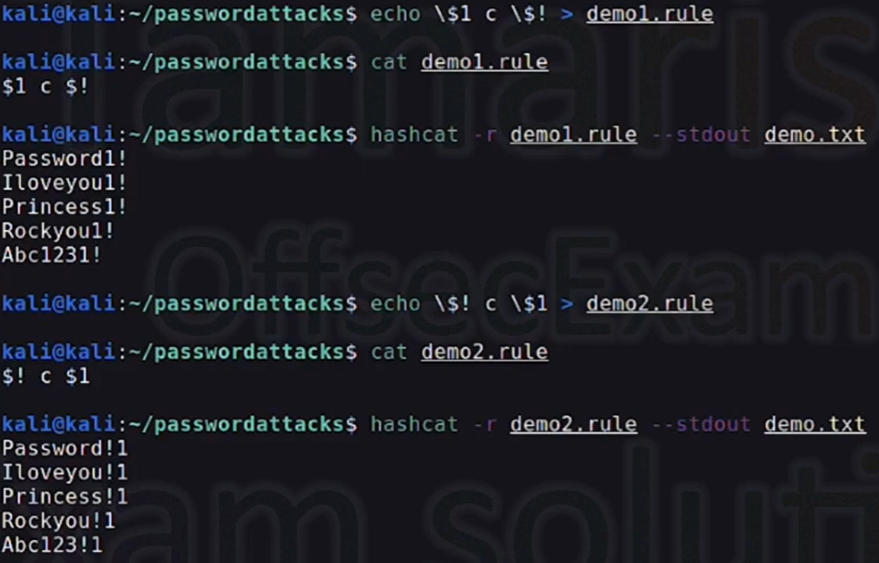 kali@kali:~/passwordattacks$ echo \$1 c \$! > demo1.rule
kali@kali:~/passwordattacks$ cat demo1.rule
$1 c $!
kali@kali:~/passwordattacks$ hashcat -r demo1.rule --stdout demo.txt
Password1!
Iloveyou1!
Princess1!
Rockyou1!
Abc1231!
kali@kali:~/passwordattacks$ echo \$! c \$1 > demo2.rule
kali@kali:~/passwordattacks$ cat demo2.rule
$! c $1
kali@kali:~/passwordattacks$ hashcat -r demo2.rule --stdout demo.txt
Password!1
Iloveyou!1
Princess!1
Rockyou!1
Abc123!1
amaris
OffsecExam
am soluti